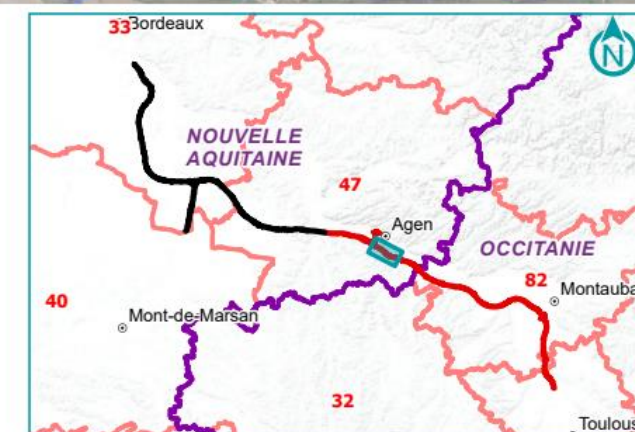 33 Bordeaux
N
NOUVELLE
AQUITAINE
47
Agen
OCCITANIE
82
Montauba
40
Mont-de-Marsan
32
Toulous